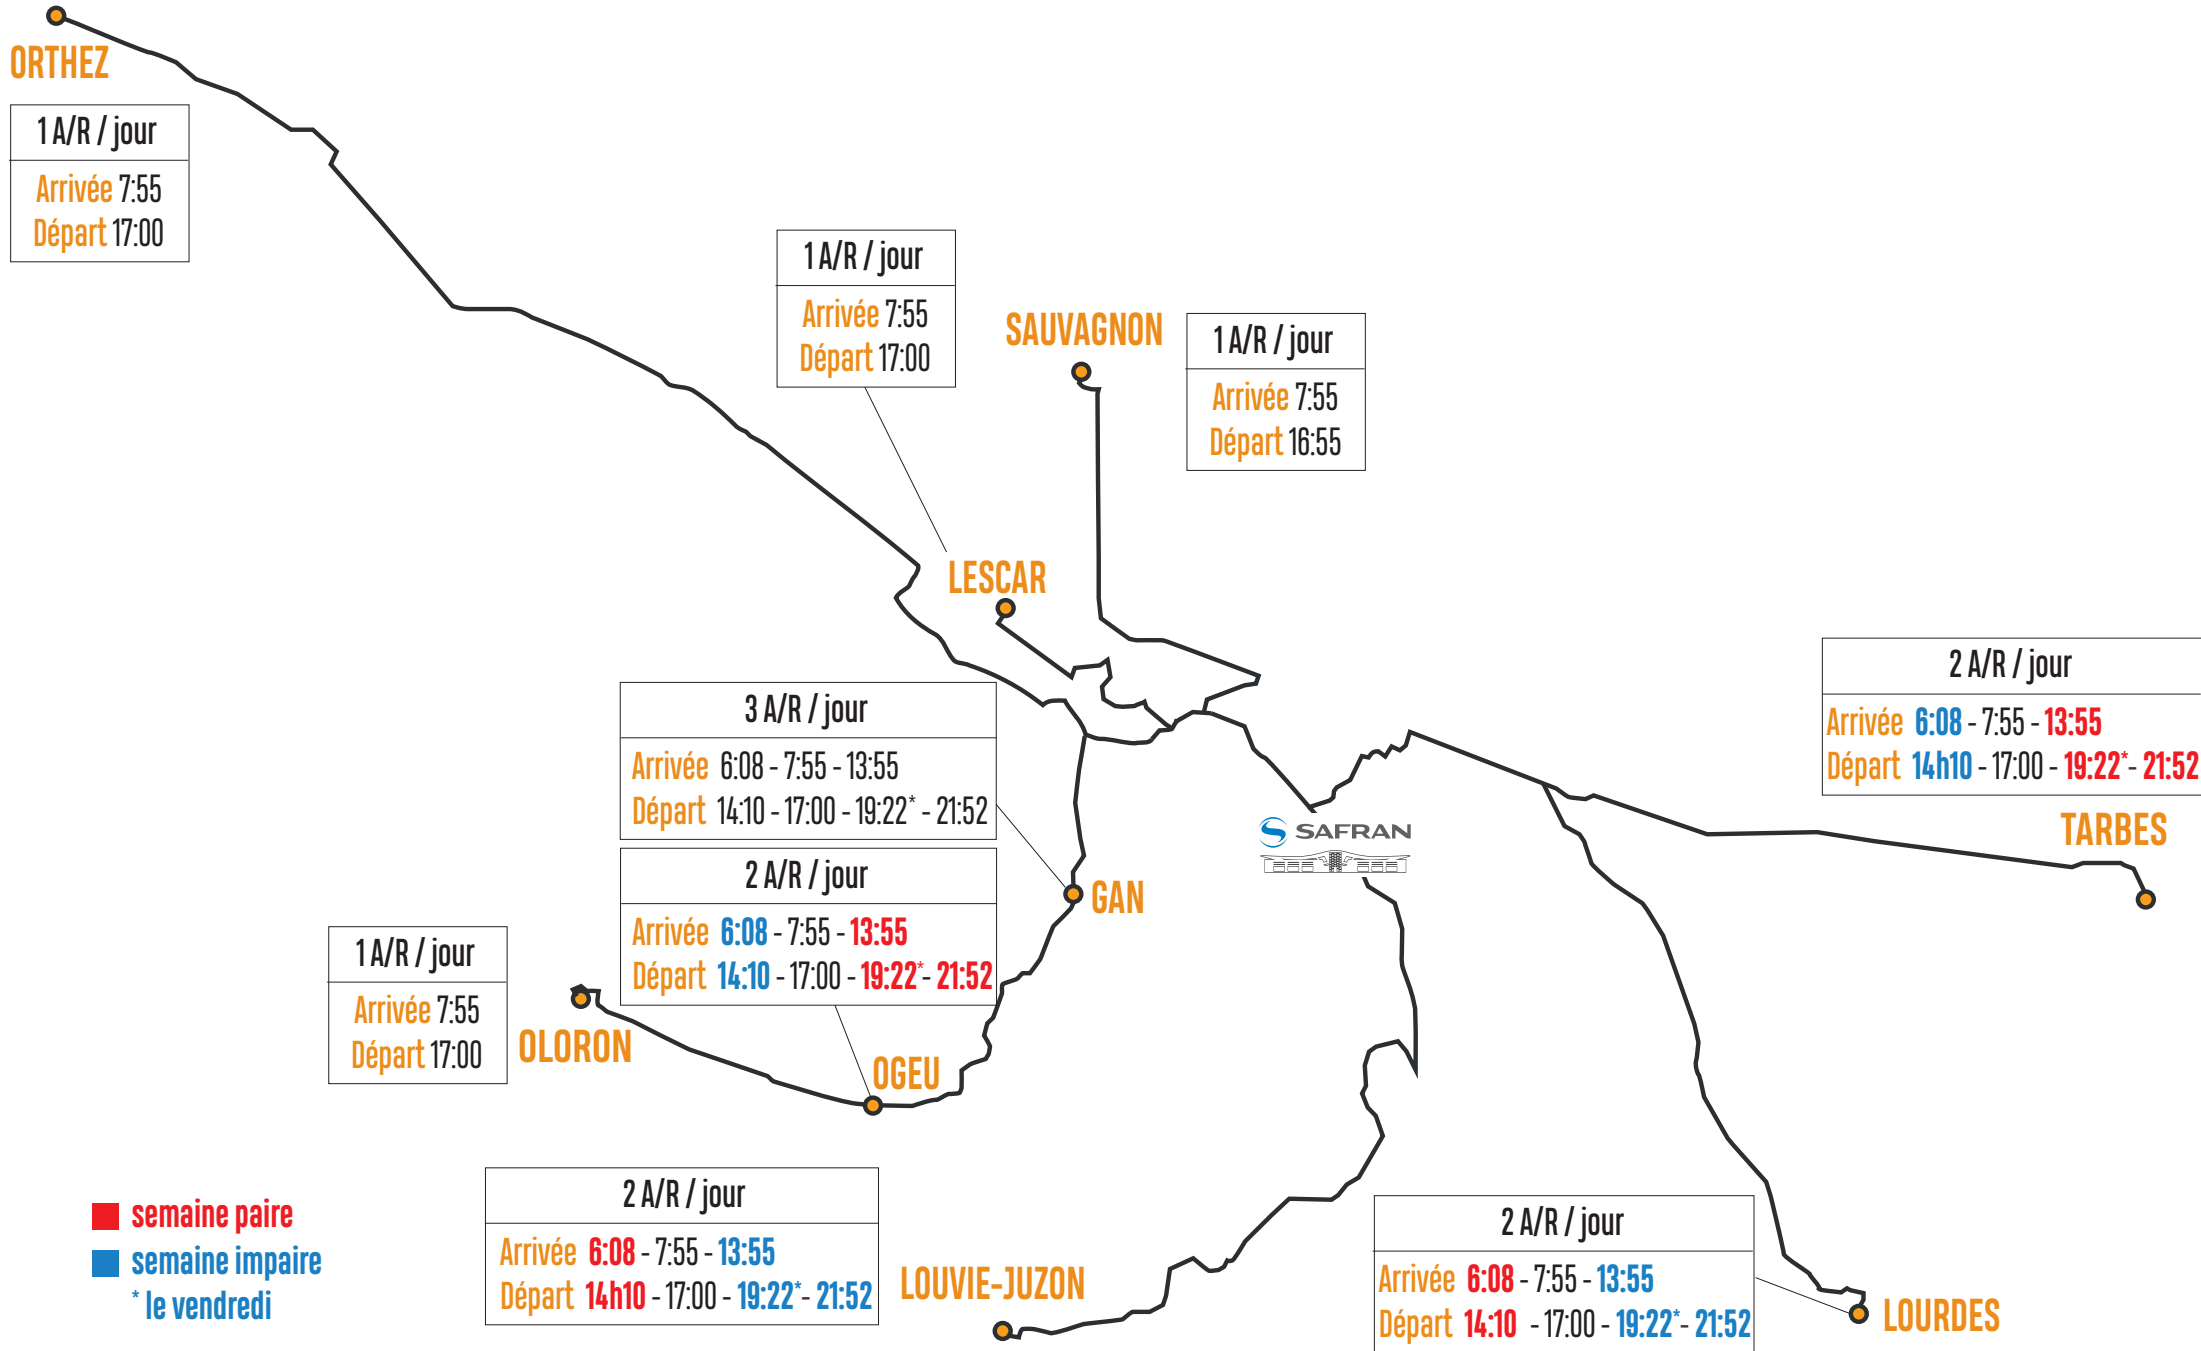 ORTHEZ
1 A/R / jour
Arrivée 7:55
Départ 17:00
1 A/R / jour
Arrivée 7:55
Départ 17:00
LESCAR
SAUVAGNON
1 A/R / jour
Arrivée 7:55
Départ 16:55
2 A/R / jour
Arrivée 6:08 - 7:55 - 13:55
Départ 14h10 - 17:00 - 19:22* - 21:52
TARBES
3 A/R / jour
Arrivée 6:08 - 7:55 - 13:55
Départ 14:10 - 17:00 - 19:22* - 21:52
GAN
SAFRAN
2 A/R / jour
Arrivée 6:08 - 7:55 - 13:55
Départ 14:10 - 17:00 - 19:22* - 21:52
OGEU
1 A/R / jour
Arrivée 7:55
Départ 17:00
OLORON
semaine paire
semaine impaire
* le vendredi
2 A/R / jour
Arrivée 6:08 - 7:55 - 13:55
Départ 14h10 - 17:00 - 19:22* - 21:52
LOUVIE-JUZON
2 A/R / jour
Arrivée 6:08 - 7:55 - 13:55
Départ 14:10 - 17:00 - 19:22* - 21:52
LOURDES